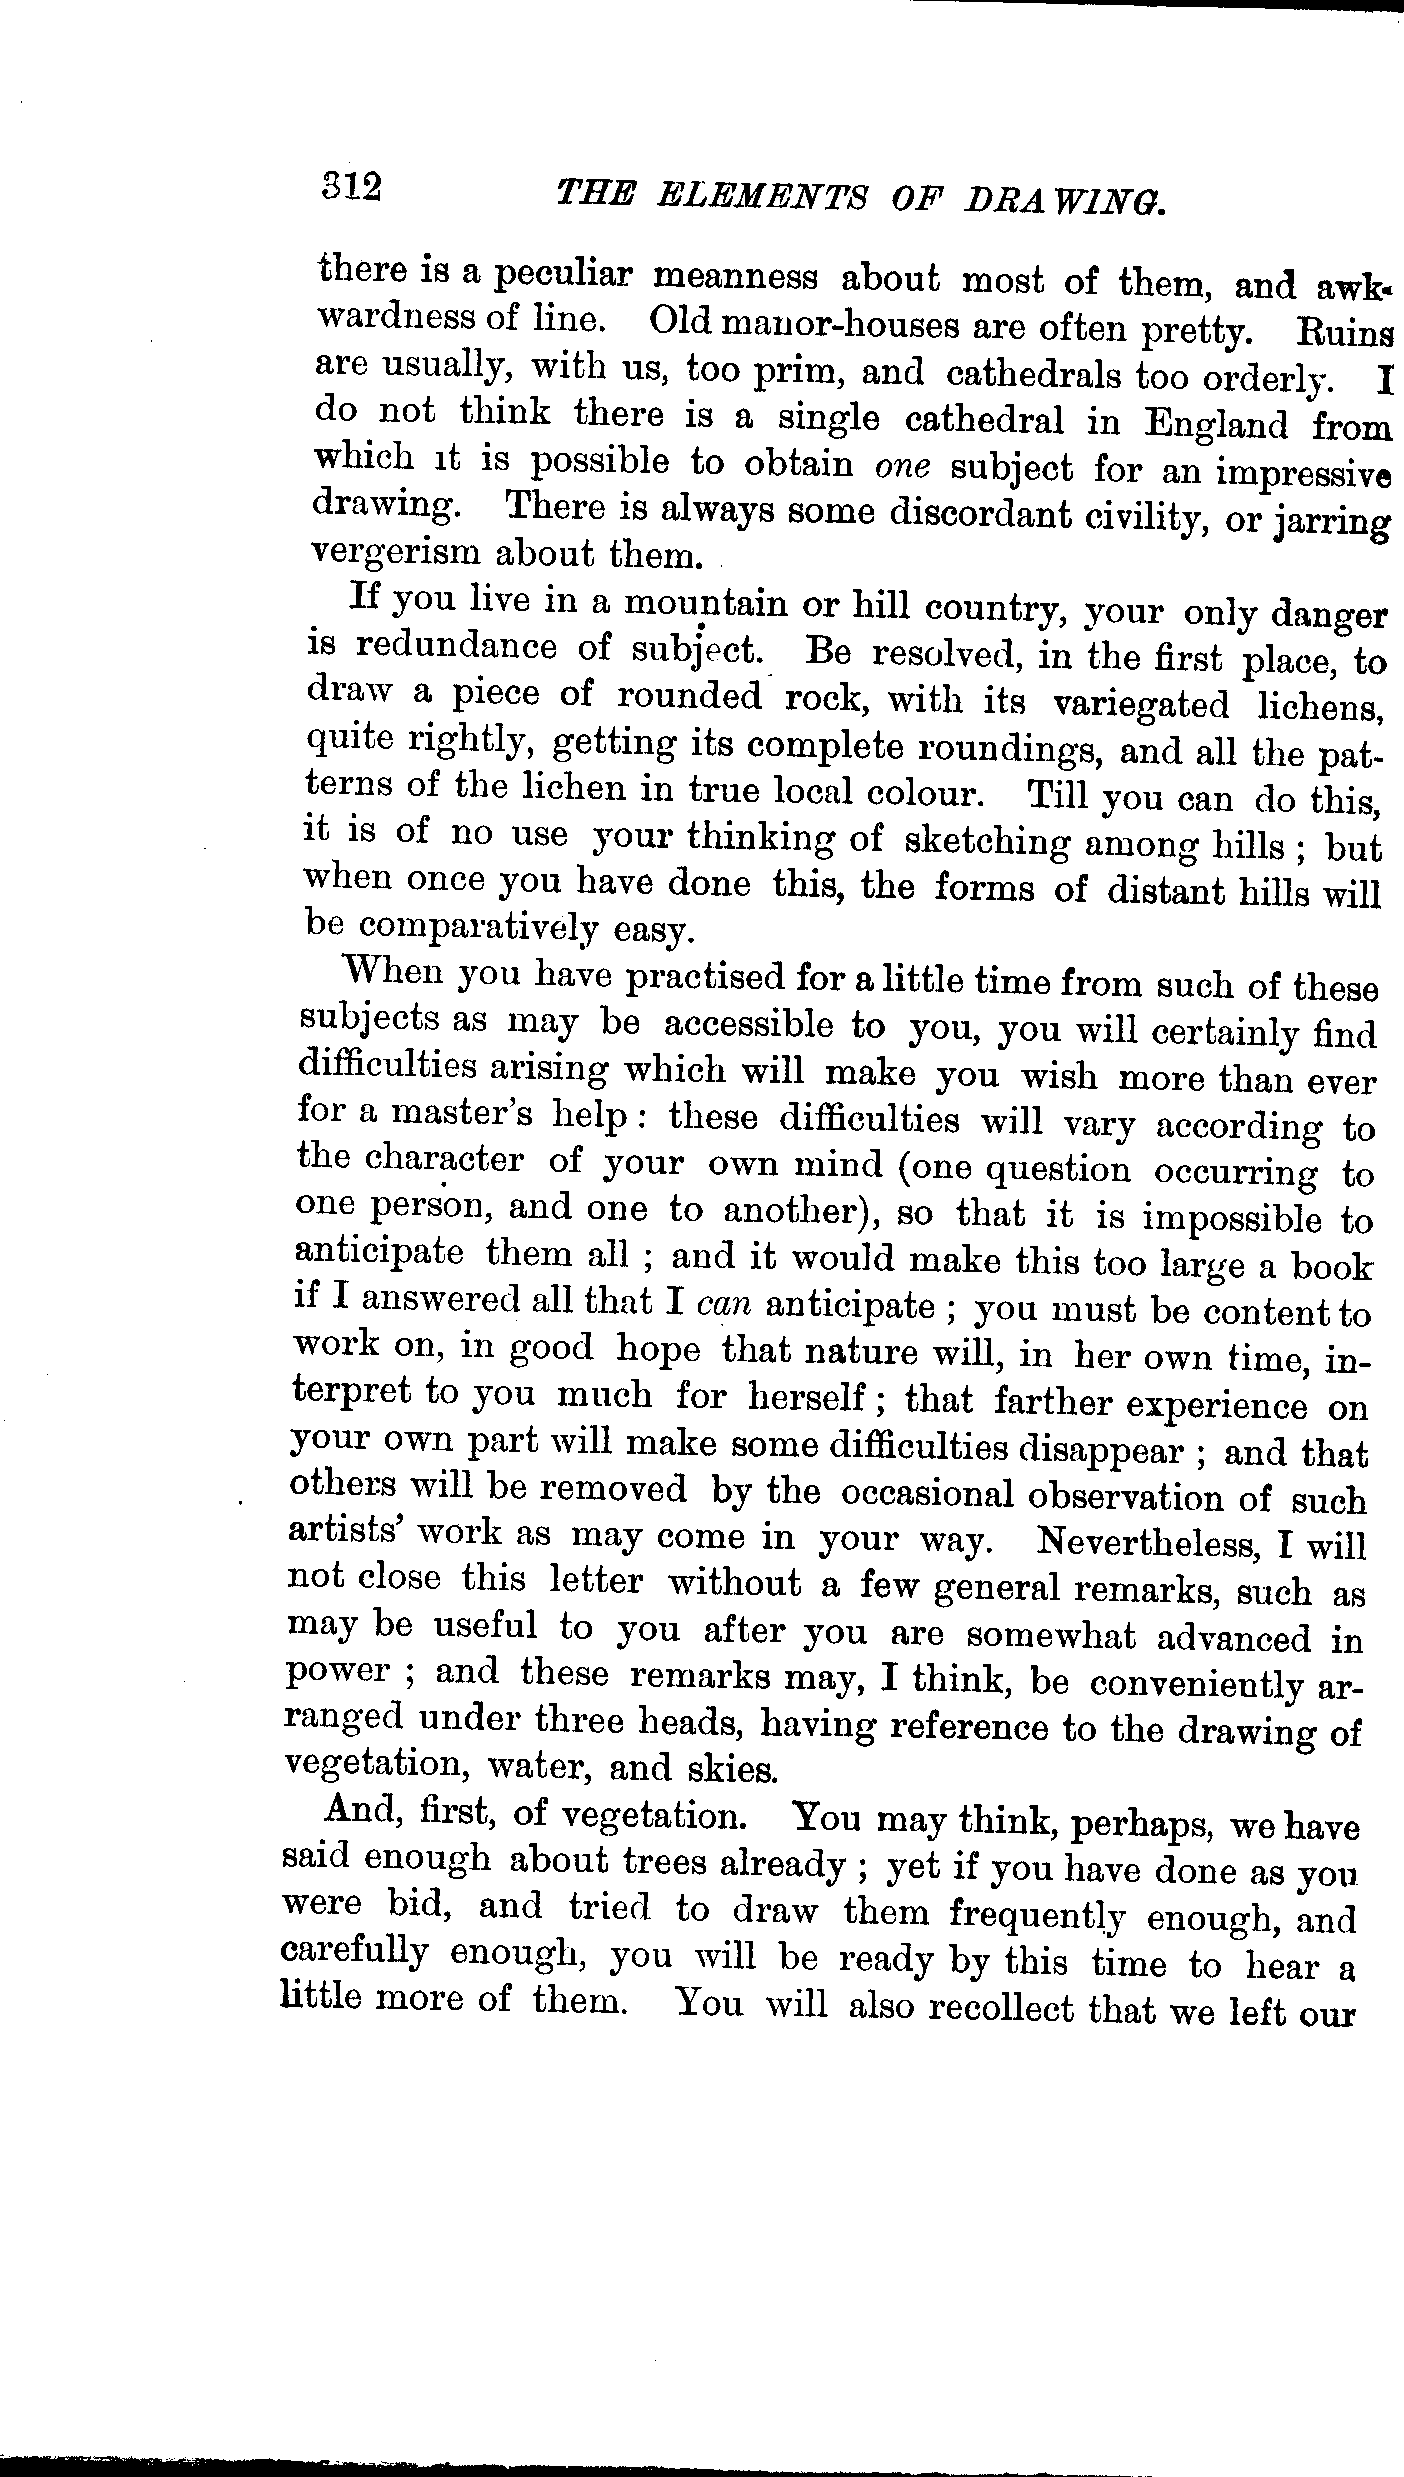 312 THE ELEMENTS OF DRAWING.
there is a peculiar meanness about most of them, and awk-
wardness of line. Old manor-houses are often pretty. Ruins
are usually, with us, too prim, and cathedrals too orderly. I
do not think there is a single cathedral in England from
which it is possible to obtain one subject for an impressive
drawing. There is always some discordant civility, or jarring
vergerism about them.
If you live in a mountain or hill country, your only danger
is redundance of subject. Be resolved, in the first place, to
draw a piece of rounded rock, with its variegated lichens,
quite rightly, getting its complete roundings, and all the pat-
terns of the lichen in true local colour. Till you can do this,
it is of no use your thinking of sketching among hills ; but
when once you have done this, the forms of distant hills will
be comparatively easy.
When you have practised for a little time from such of these
subjects as may be accessible to you, you will certainly find
difficulties arising which will make you wish more than ever
for a master's help : these difficulties will vary according to
the character of your own mind (one question occurring to
one person, and one to another), so that it is impossible to
anticipate them all ; and it would make this too large a book
if I answered all that I can anticipate ; you must be content to
work on, in good hope that nature will, in her own time, in-
terpret to you much for herself ; that farther experience on
your own part will make some difficulties disappear ; and that
others will be removed by the occasional observation of such
artists' work as may come in your way. Nevertheless, I will
not close this letter without a few general remarks, such as
may be useful to you after you are somewhat advanced in
power ; and these remarks may, I think, be conveniently ar-
ranged under three heads, having reference to the drawing of
vegetation, water, and skies.
And, first, of vegetation. You may think, perhaps, we have
said enough about trees already ; yet if you have done as you
were bid, and tried to draw them frequently enough, and
carefully enough, you will be ready by this time to hear a
little more of them. You will also recollect that we left our